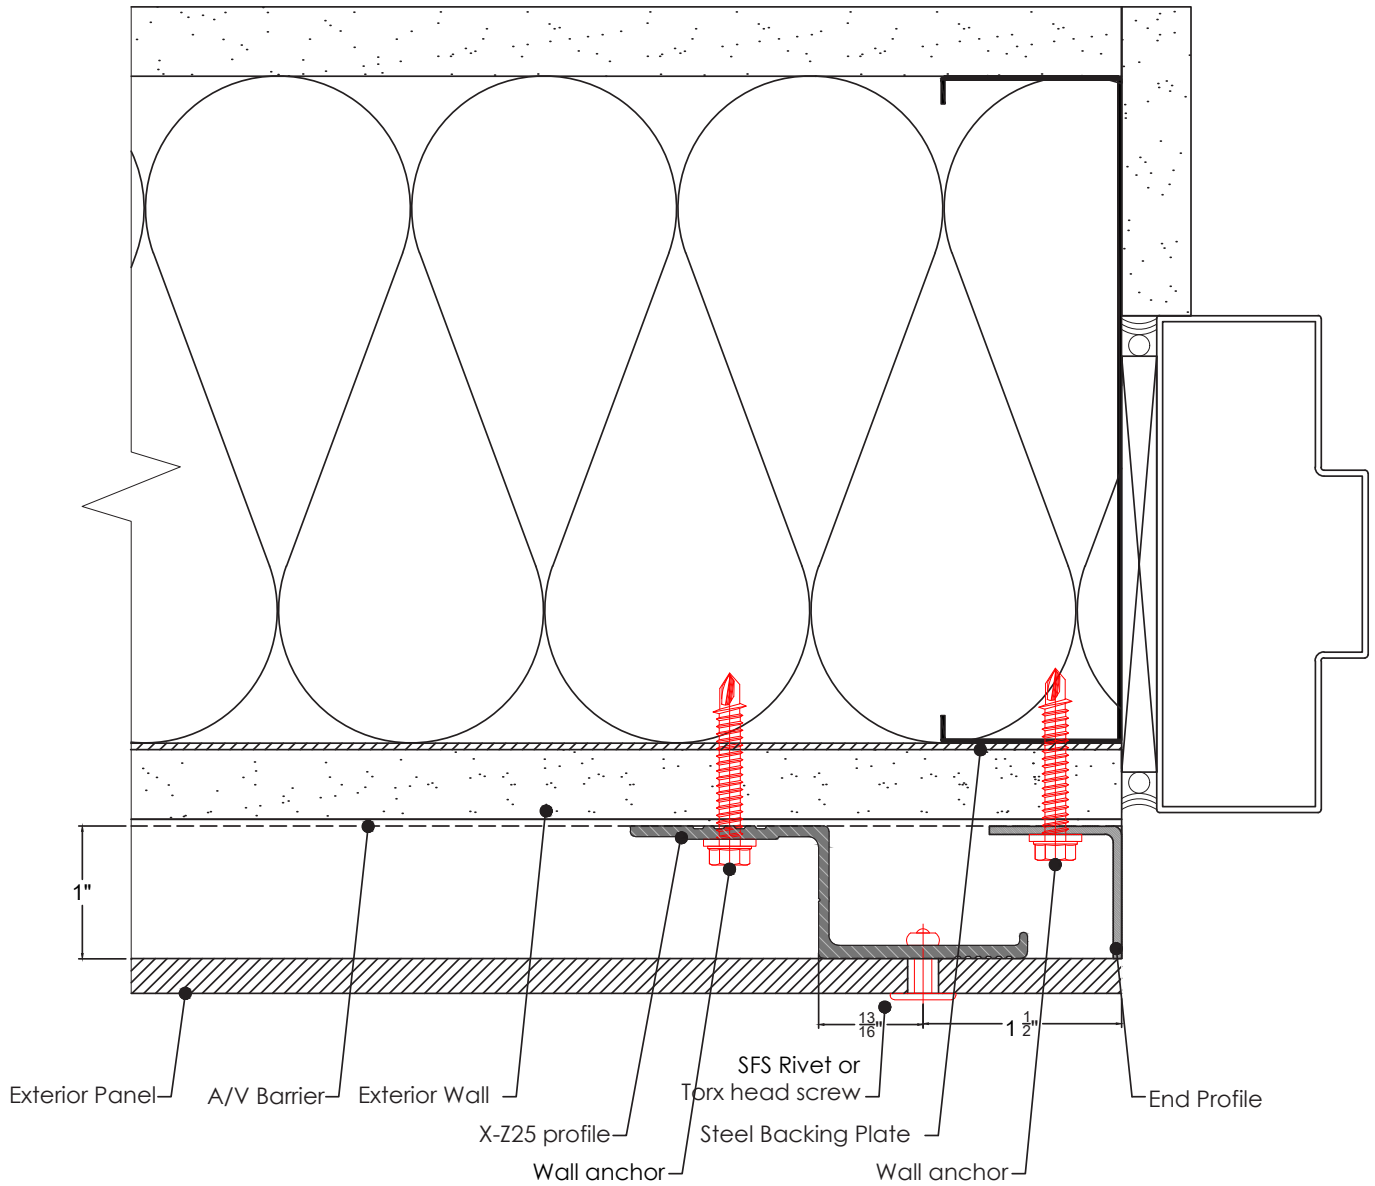 1"
13/16"
1 1/2"
SFS Rivet or
Torx head screw
Exterior Panel
A/V Barrier
Exterior Wall
End Profile
X-Z25 profile
Steel Backing Plate
Wall anchor
Wall anchor